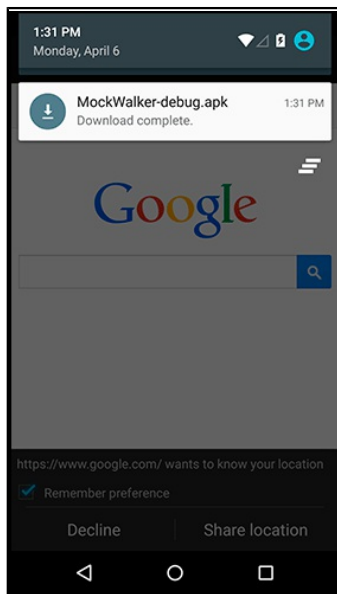 1:31 PM
Monday, April 6
MockWalker-debug.apk 1:31 PM
Download complete.
Google
https://www.google.com/ wants to know your location
Remember preference
Decline Share location